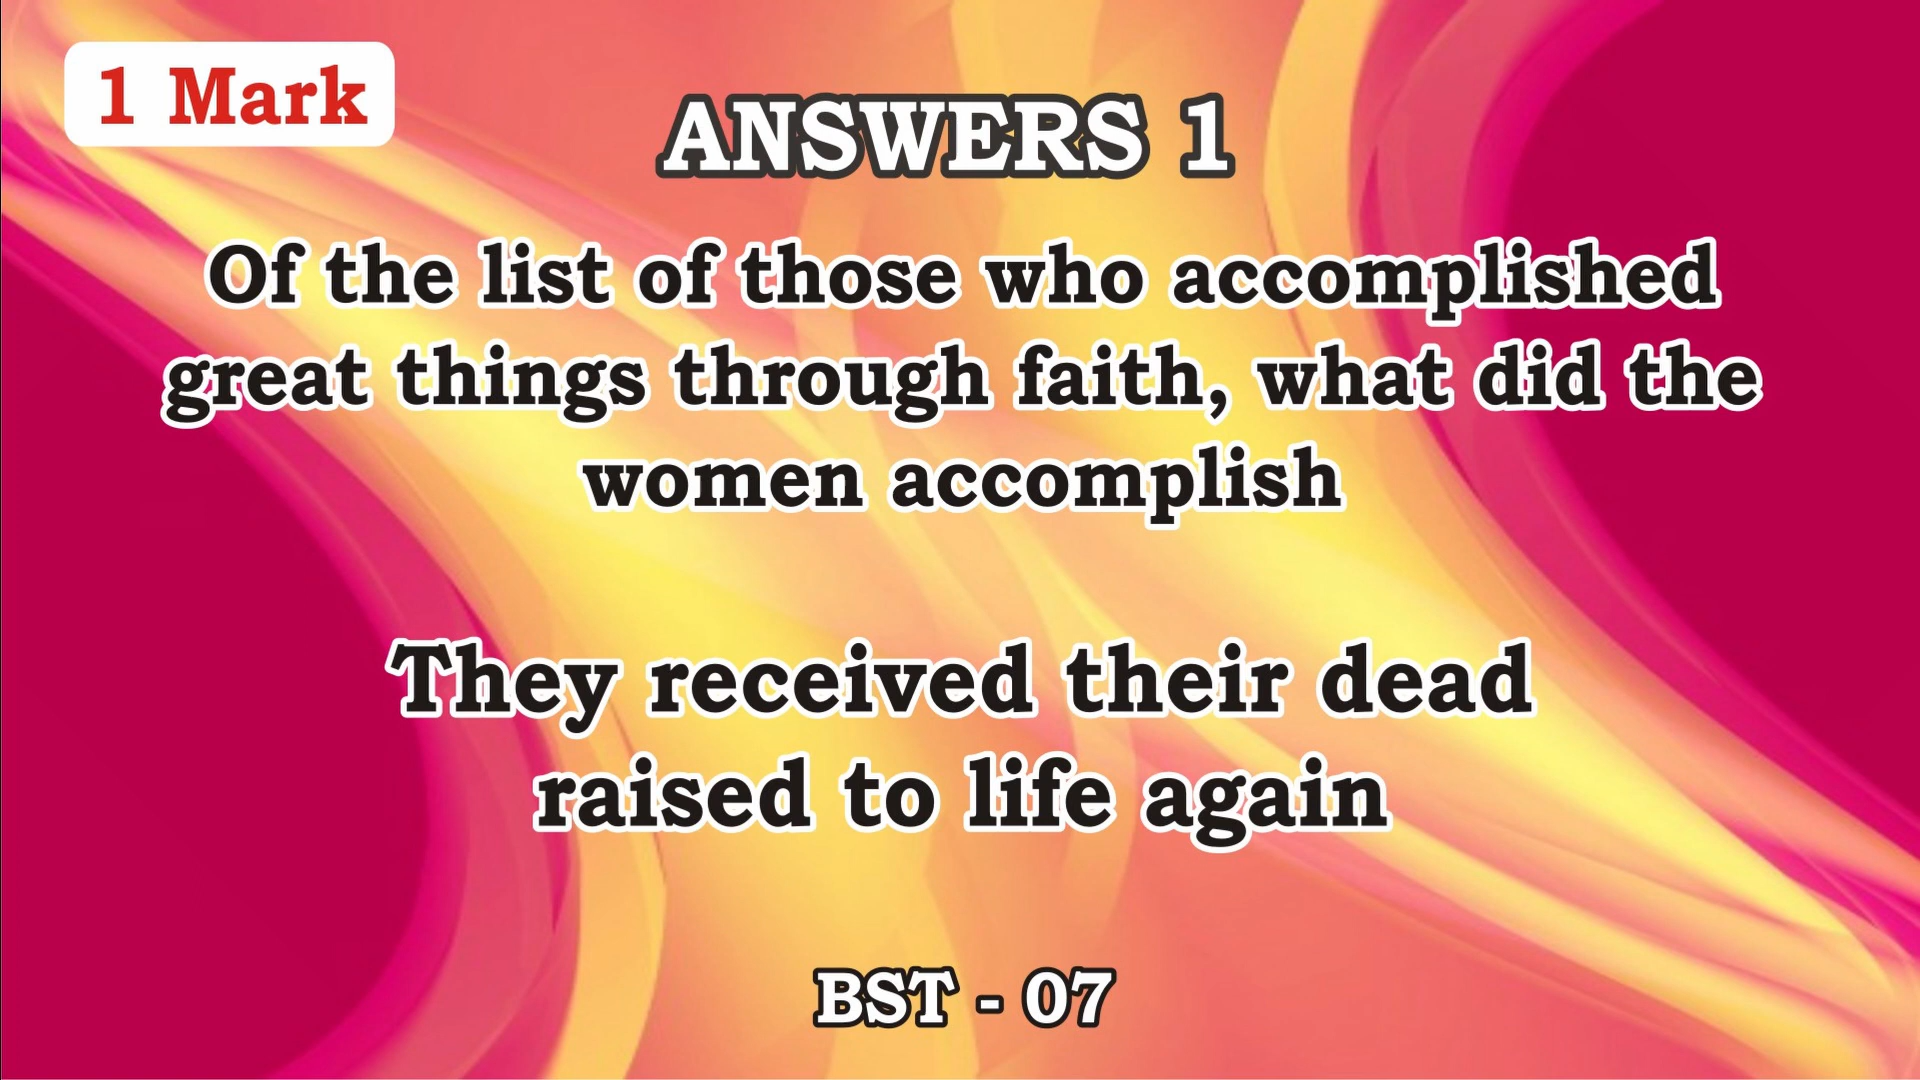 1 Mark
ANSWERS 1
Of the list of those who accomplished
great things through faith, what did the
women accomplish
They received their dead
raised to life again
BST - 07